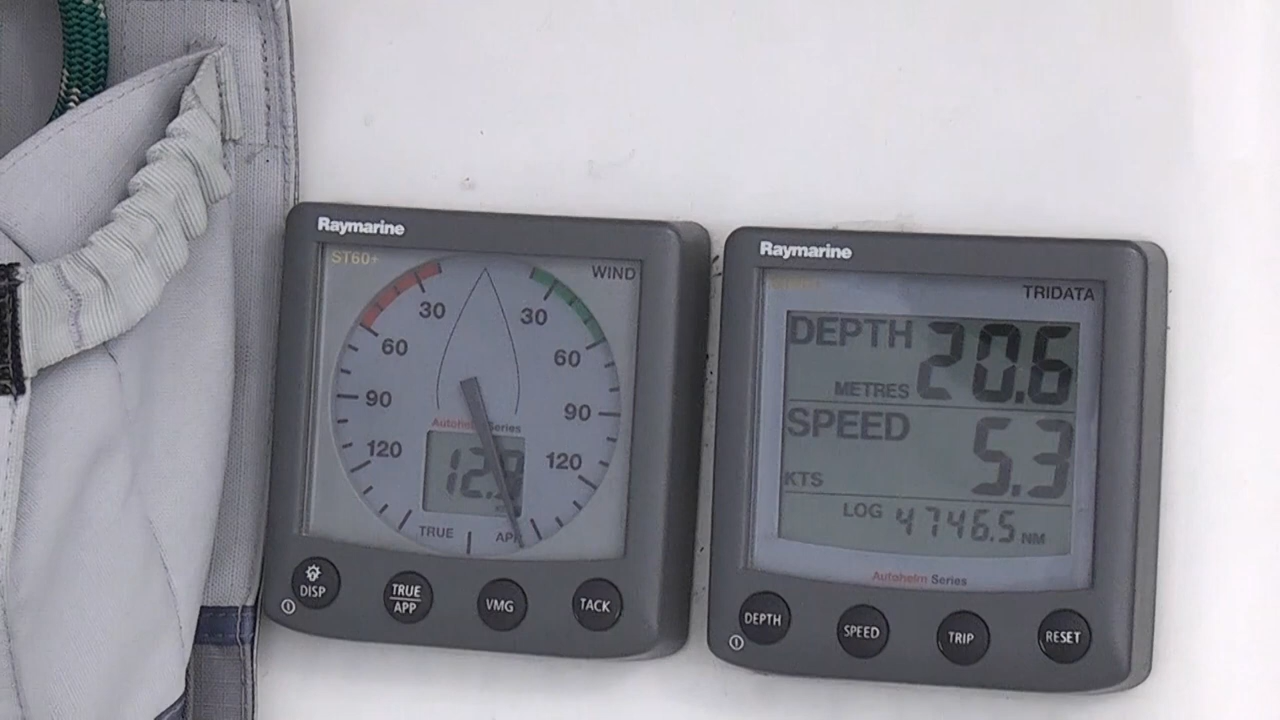 Raymarine
ST60+
WIND
30 30
60 60
90 90
120 120
Autohelm Series
12.9
TRUE
DISP
TRUE
APP
VMG
TACK
Raymarine
TRIDATA
DEPTH 20.6
METRES
SPEED 5.3
KTS
LOG 4746.5 NM
Autohelm Series
DEPTH
SPEED
TRIP
RESET